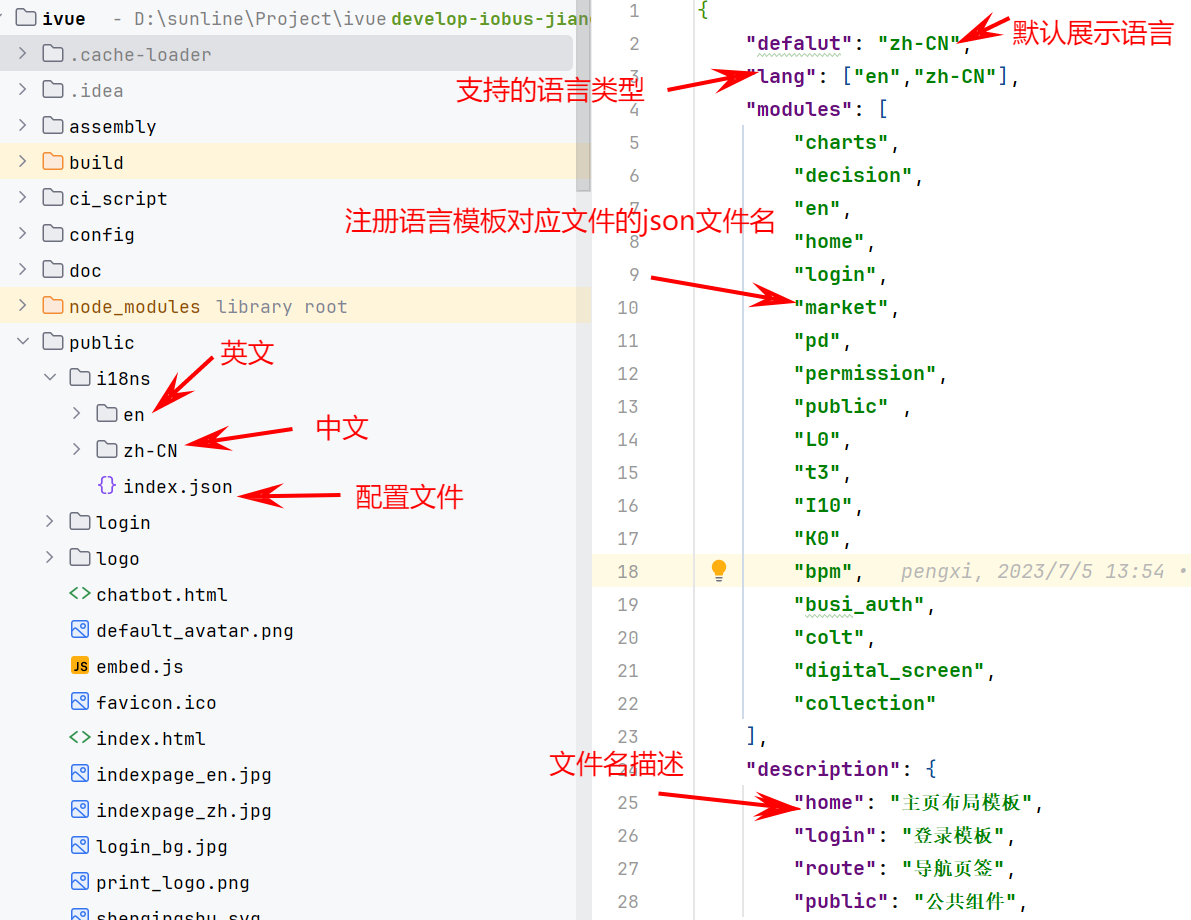 ivue - D:\sunline\Project\ivue develop-iobus-jiang
.cache-loader
.idea
assembly
build
ci_script
config
doc
node_modules library root
public
i18ns
en
zh-CN
index.json
login
logo
chatbot.html
default_avatar.png
embed.js
favicon.ico
index.html
indexpage_en.jpg
indexpage_zh.jpg
login_bg.jpg
print_logo.png
英文
中文
配置文件
1 {
2 "defalut": "zh-CN",
默认展示语言
3 "lang": ["en","zh-CN"],
支持的语言类型
4 "modules": [
5 "charts",
6 "decision",
7 "en",
注册语言模板对应文件的json文件名
8 "home",
9 "login",
10 "market",
11 "pd",
12 "permission",
13 "public" ,
14 "L0",
15 "t3",
16 "I10",
17 "K0",
18 "bpm", pengxi, 2023/7/5 13:54 •
19 "busi_auth",
20 "colt",
21 "digital_screen",
22 "collection"
23 ],
文件名描述
24 "description": {
25 "home": "主页布局模板",
26 "login": "登录模板",
27 "route": "导航页签",
28 "public": "公共组件",